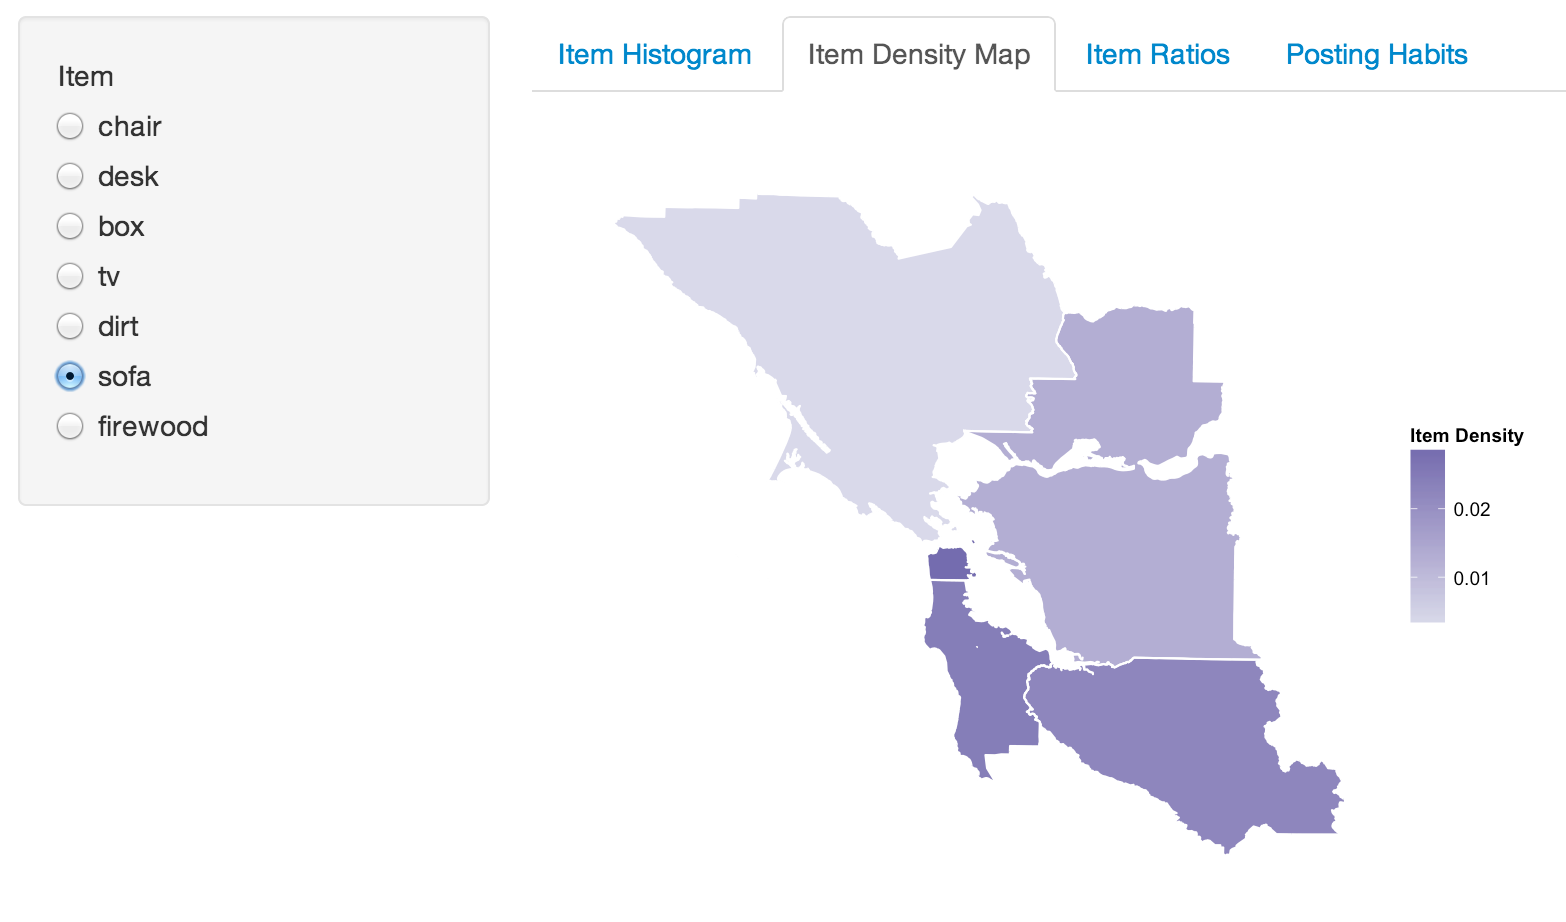 Item
chair
desk
box
tv
dirt
sofa
firewood
Item Histogram Item Density Map Item Ratios Posting Habits
Item Density
0.02
0.01